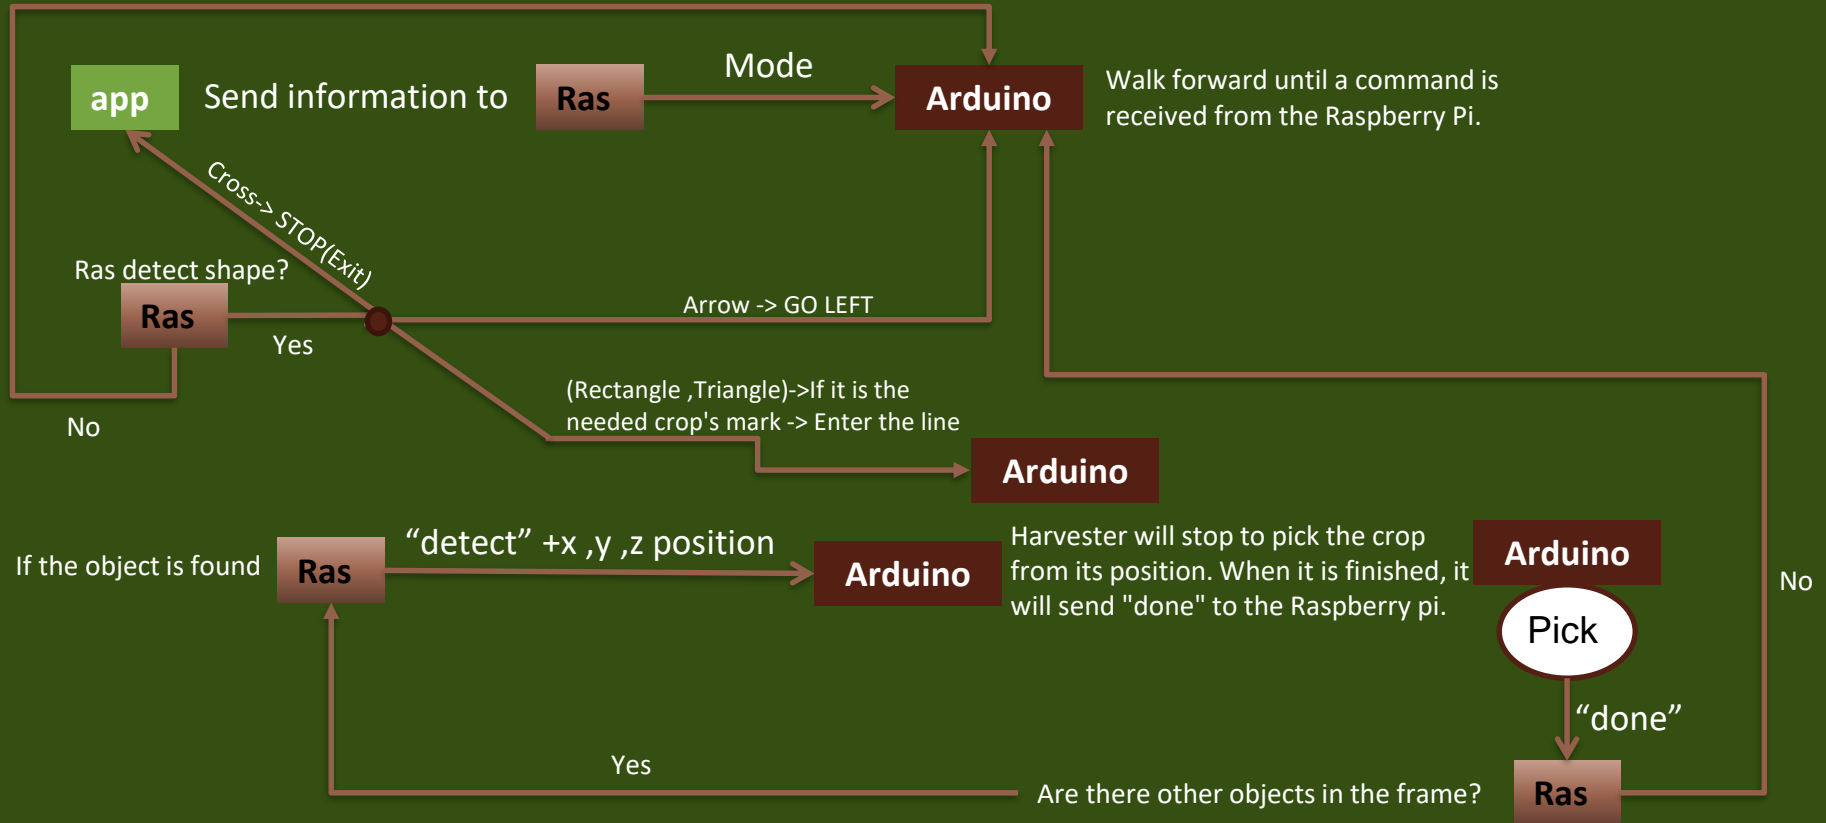 app
Send information to
Ras
Mode
Arduino
Walk forward until a command is
received from the Raspberry Pi.
Cross-> STOP(Exit)
Ras detect shape?
Ras
Yes
Arrow -> GO LEFT
No
(Rectangle ,Triangle)->If it is the
needed crop's mark -> Enter the line
Arduino
If the object is found
Ras
“detect” +x ,y ,z position
Arduino
Harvester will stop to pick the crop
from its position. When it is finished, it
will send "done" to the Raspberry pi.
Arduino
Pick
No
“done”
Yes
Are there other objects in the frame?
Ras